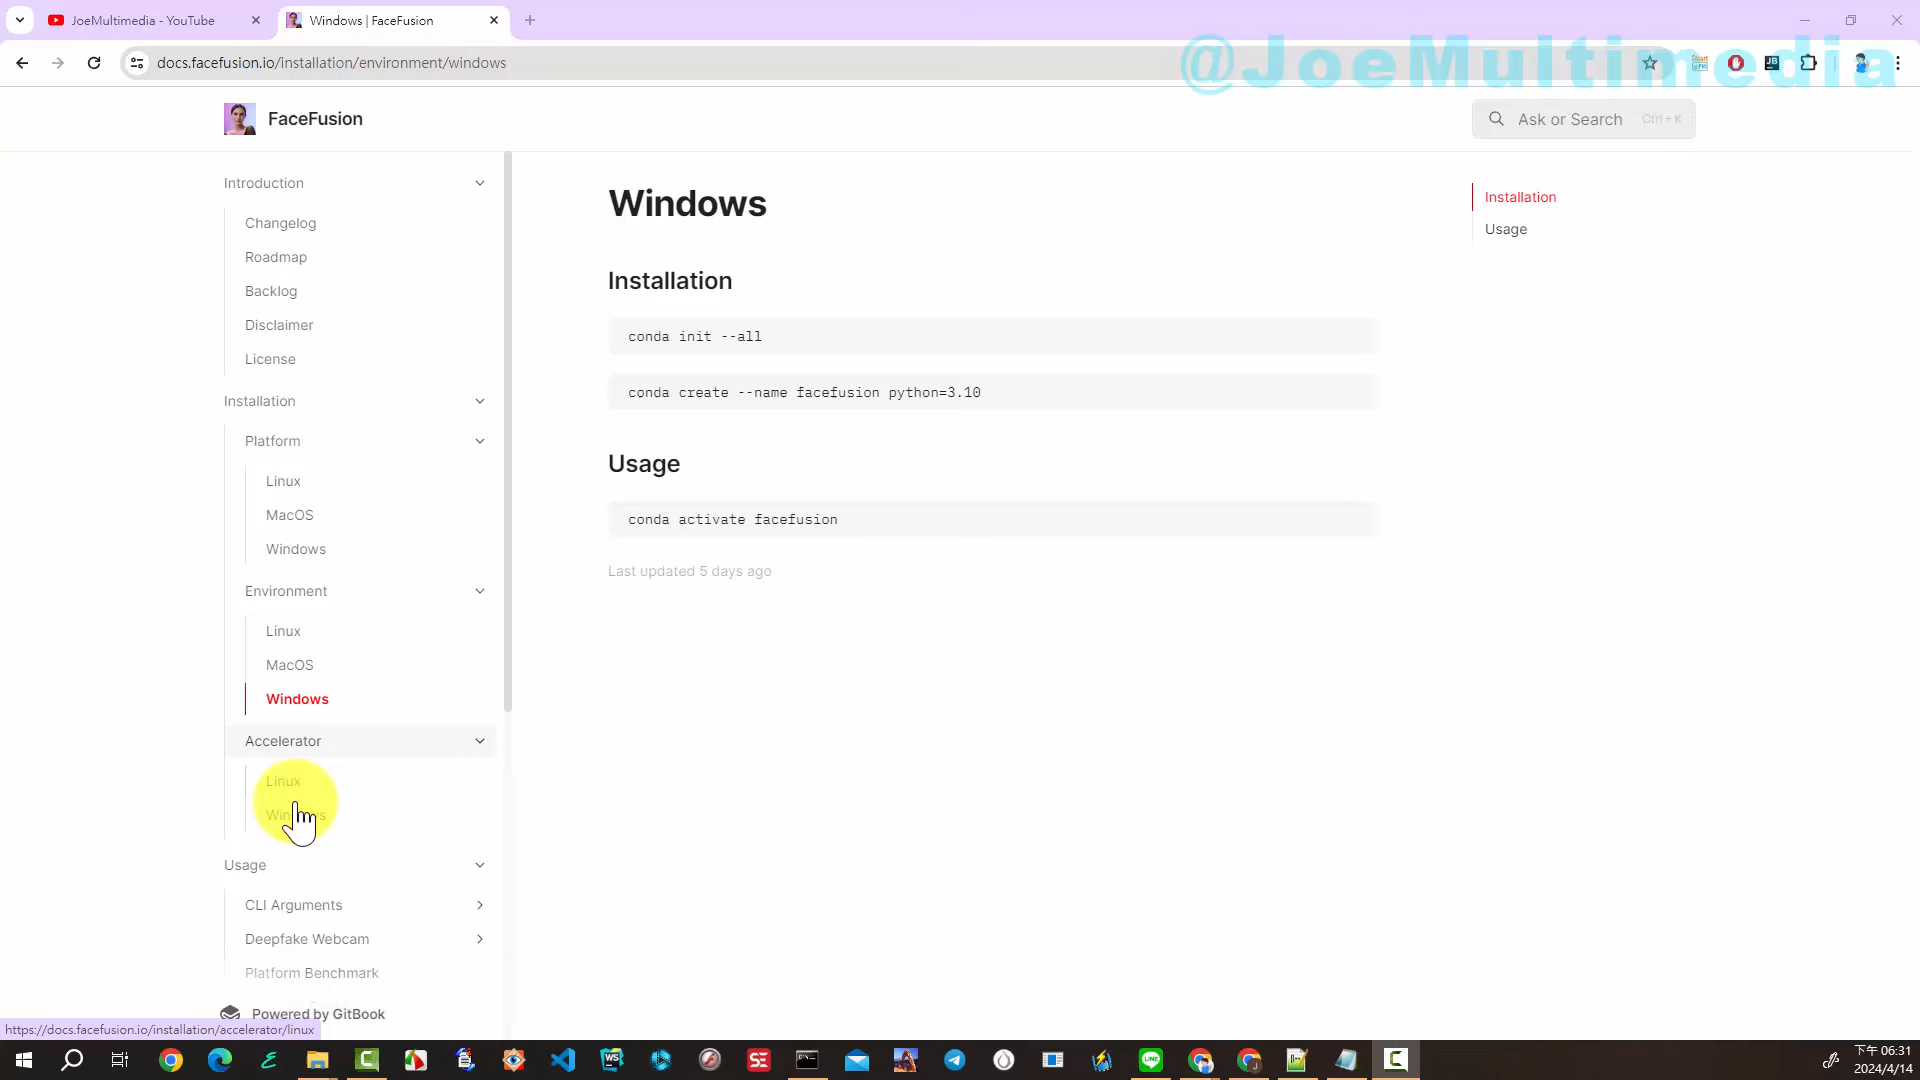 JoeMultimedia - YouTube
Windows | FaceFusion
docs.facefusion.io/installation/environment/windows
@JoeMultimedia
FaceFusion
Ask or Search
Ctrl + K
Introduction
Changelog
Roadmap
Backlog
Disclaimer
License
Installation
Platform
Linux
MacOS
Windows
Environment
Linux
MacOS
Windows
Accelerator
Linux
Windows
Usage
CLI Arguments
Deepfake Webcam
Platform Benchmark
Powered by GitBook
Windows
Installation
conda init --all
conda create --name facefusion python=3.10
Usage
conda activate facefusion
Last updated 5 days ago
Installation
Usage
https://docs.facefusion.io/installation/accelerator/linux
下午 06:31
2024/4/14